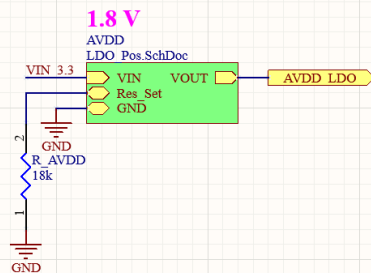 1.8 V
AVDD
LDO_Pos.SchDoc
VIN_3.3
VIN VOUT
AVDD_LDO
Res_Set
GND
GND
2
R_AVDD
18k
1
GND